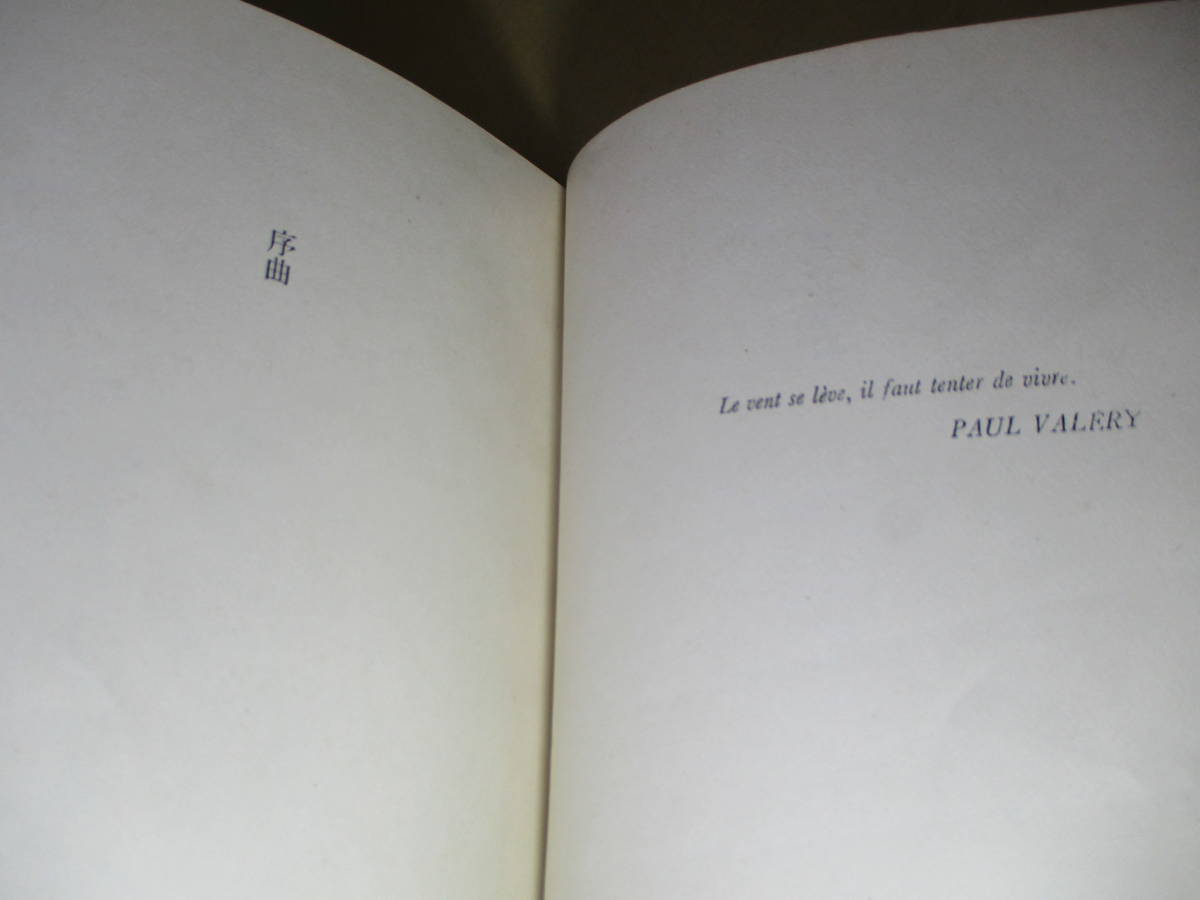 Le vent se lève, il faut tenter de vivre.
PAUL VALERY
序曲